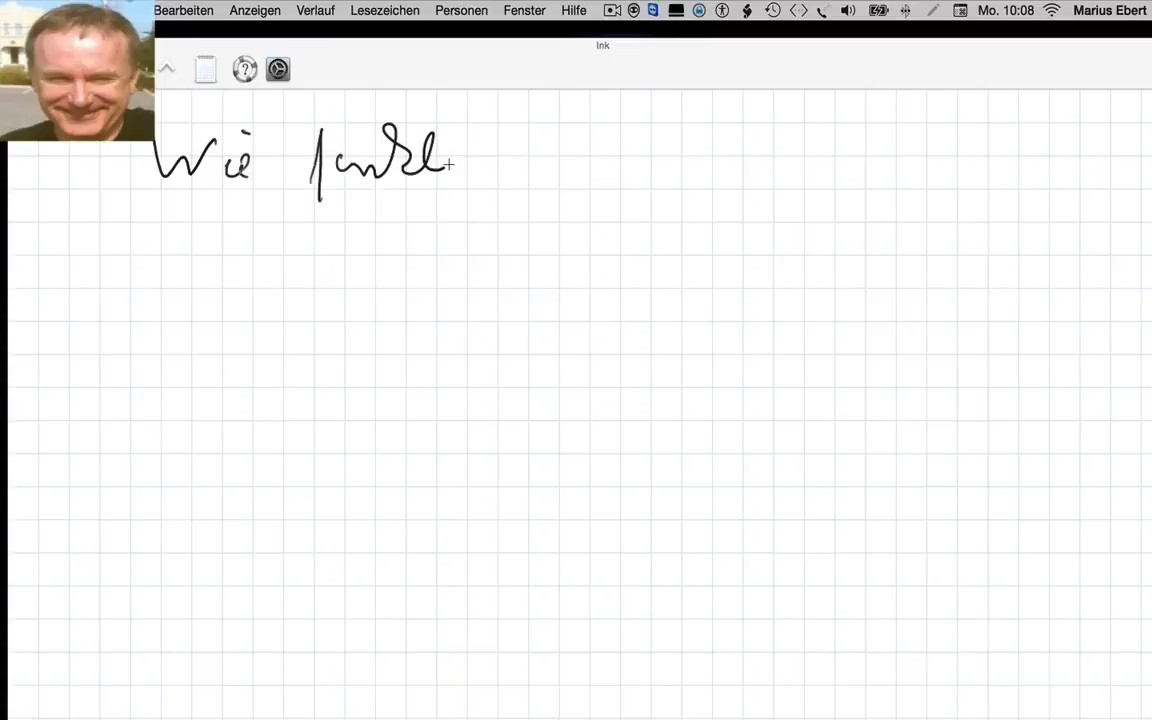 Bearbeiten Anzeigen Verlauf Lesezeichen Personen Fenster Hilfe Mo. 10:08 Marius Ebert
Ink
Wie